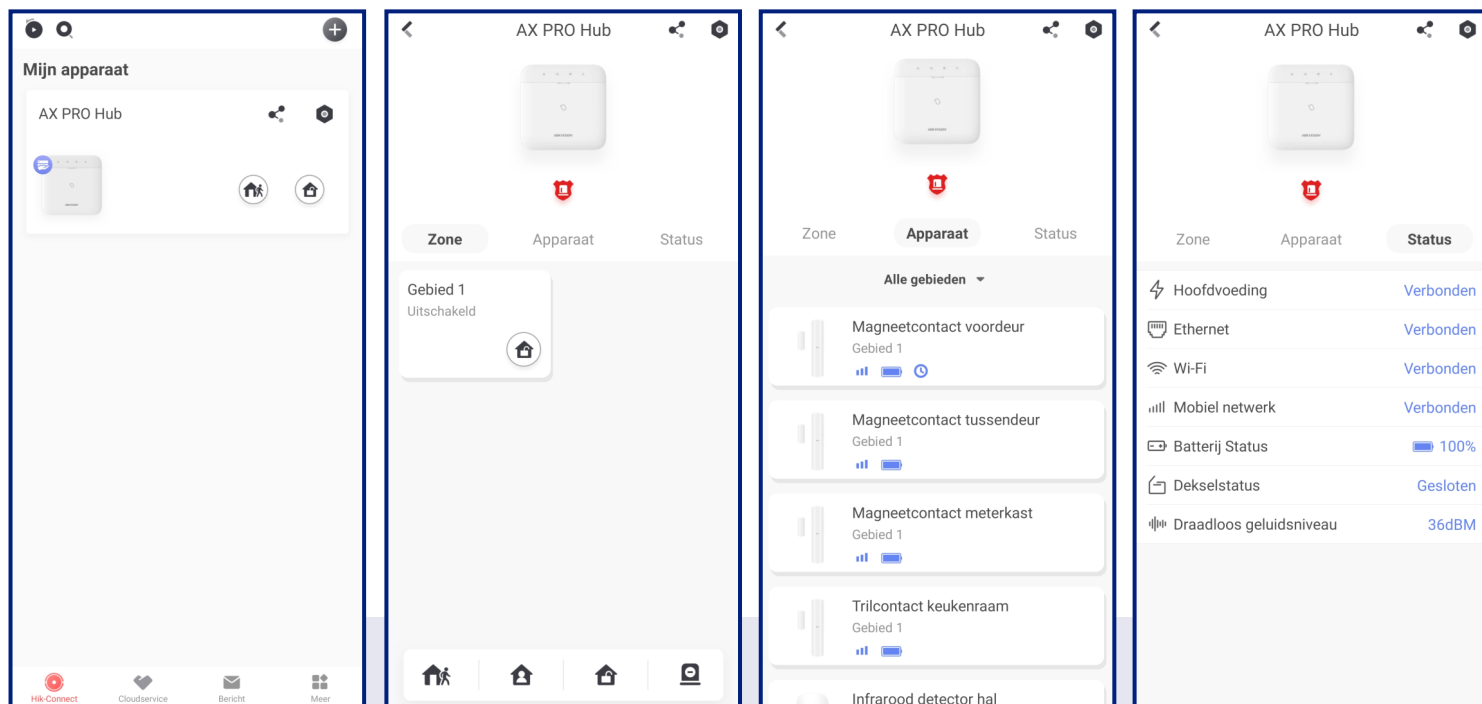 Mijn apparaat
AX PRO Hub
Hik-Connect
Cloudservice
Bericht
Meer
AX PRO Hub
Zone
Apparaat
Status
Gebied 1
Uitschakeld
AX PRO Hub
Zone
Apparaat
Status
Alle gebieden
Magneetcontact voordeur
Gebied 1
Magneetcontact tussendeur
Gebied 1
Magneetcontact meterkast
Gebied 1
Trilcontact keukenraam
Gebied 1
Infrarood detector hal
AX PRO Hub
Zone
Apparaat
Status
Hoofdvoeding Verbonden
Ethernet Verbonden
Wi-Fi Verbonden
Mobiel netwerk Verbonden
Batterij Status 100%
Dekselstatus Gesloten
Draadloos geluidsniveau 36dBM